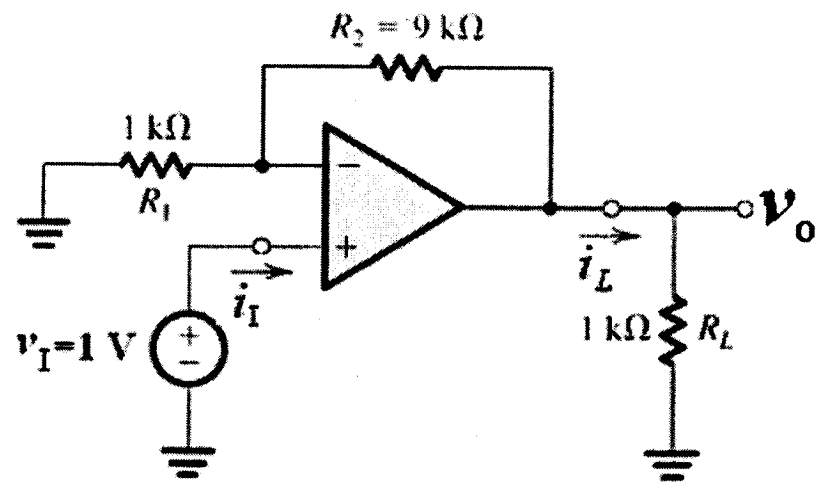 R₂ = 9 kΩ
1 kΩ
R₁
−
+
i_I
v_I=1 V
+
−
i_L
v_o
1 kΩ R_L